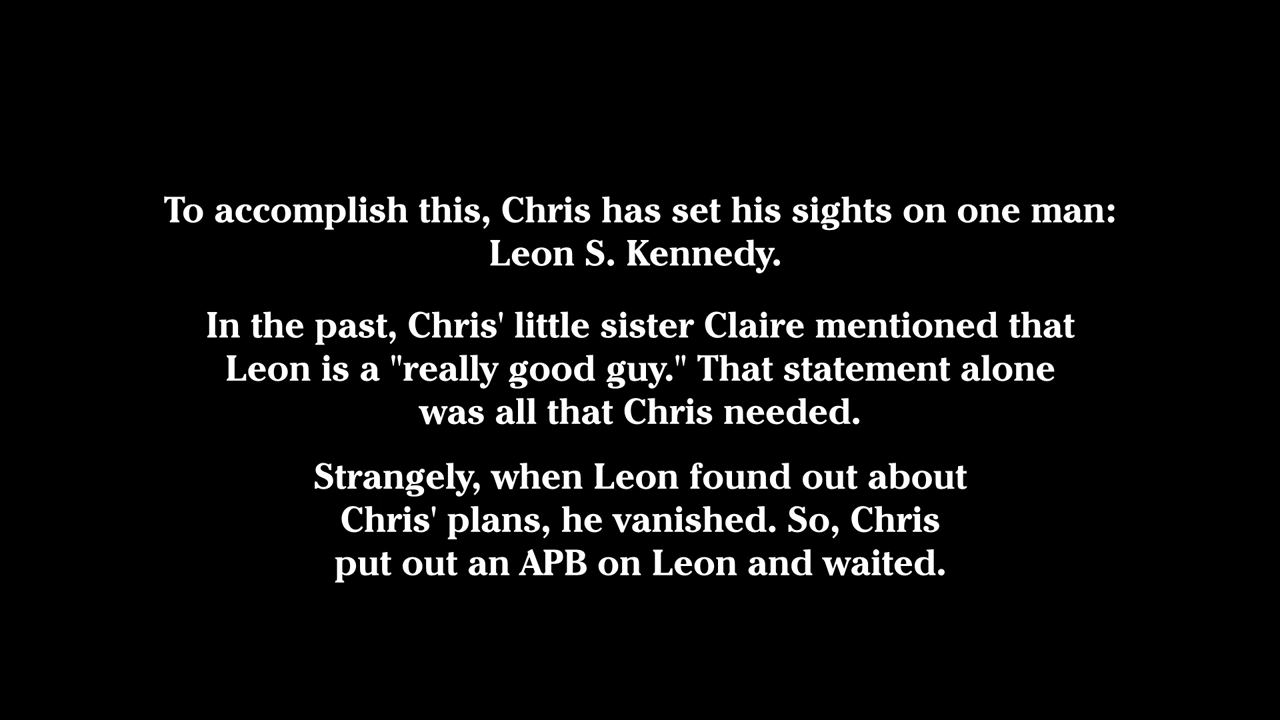 To accomplish this, Chris has set his sights on one man:
Leon S. Kennedy.
In the past, Chris' little sister Claire mentioned that
Leon is a "really good guy." That statement alone
was all that Chris needed.
Strangely, when Leon found out about
Chris' plans, he vanished. So, Chris
put out an APB on Leon and waited.